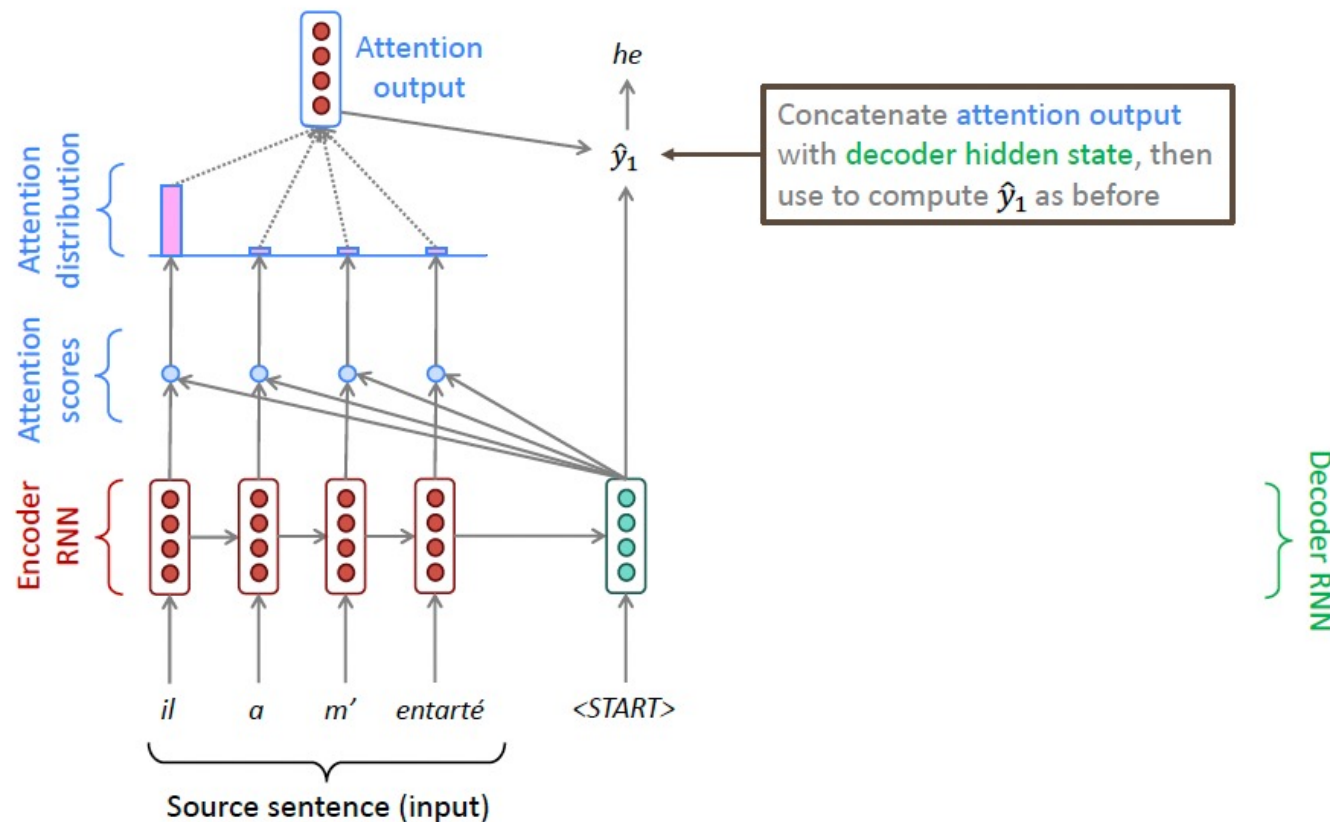 Attention
output
he
Concatenate attention output
with decoder hidden state, then
use to compute ŷ₁ as before
ŷ₁
Attention
distribution
Attention
scores
Encoder
RNN
Decoder RNN
il a m' entarté <START>
Source sentence (input)